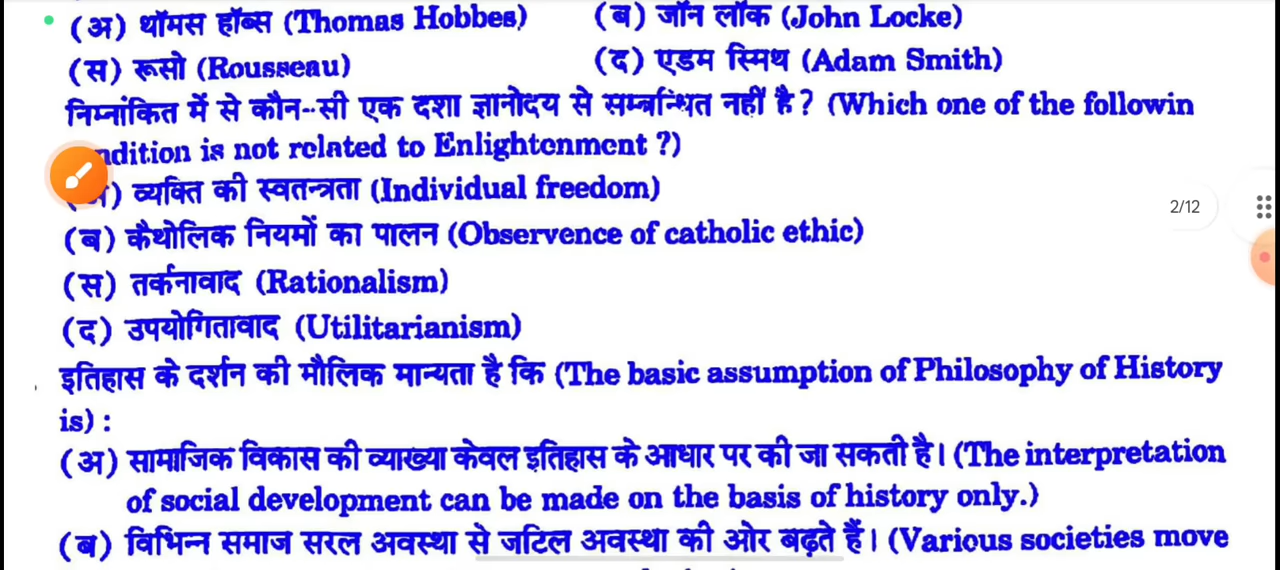 (अ) थॉमस हॉब्स (Thomas Hobbes) (ब) जॉन लॉक (John Locke)
(स) रूसो (Rousseau) (द) एडम स्मिथ (Adam Smith)
निम्नांकित में से कौन-सी एक दशा ज्ञानोदय से सम्बन्धित नहीं है? (Which one of the followin
ndition is not related to Enlightenment ?)
) व्यक्ति की स्वतन्त्रता (Individual freedom)
(ब) कैथोलिक नियमों का पालन (Observence of catholic ethic)
2/12
(स) तर्कनावाद (Rationalism)
(द) उपयोगितावाद (Utilitarianism)
इतिहास के दर्शन की मौलिक मान्यता है कि (The basic assumption of Philosophy of History
is) :
(अ) सामाजिक विकास की व्याख्या केवल इतिहास के आधार पर की जा सकती है। (The interpretation
of social development can be made on the basis of history only.)
(ब) विभिन्न समाज सरल अवस्था से जटिल अवस्था की ओर बढ़ते हैं। (Various societies move